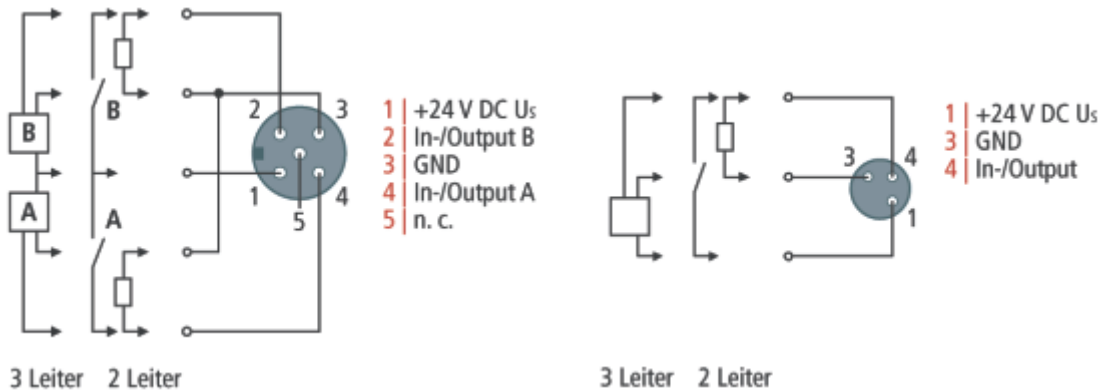 B
A
B
A
2
3
1
4
5
1 | +24 V DC Us
2 | In-/Output B
3 | GND
4 | In-/Output A
5 | n. c.
3 Leiter 2 Leiter
3
4
1
1 | +24 V DC Us
3 | GND
4 | In-/Output
3 Leiter 2 Leiter